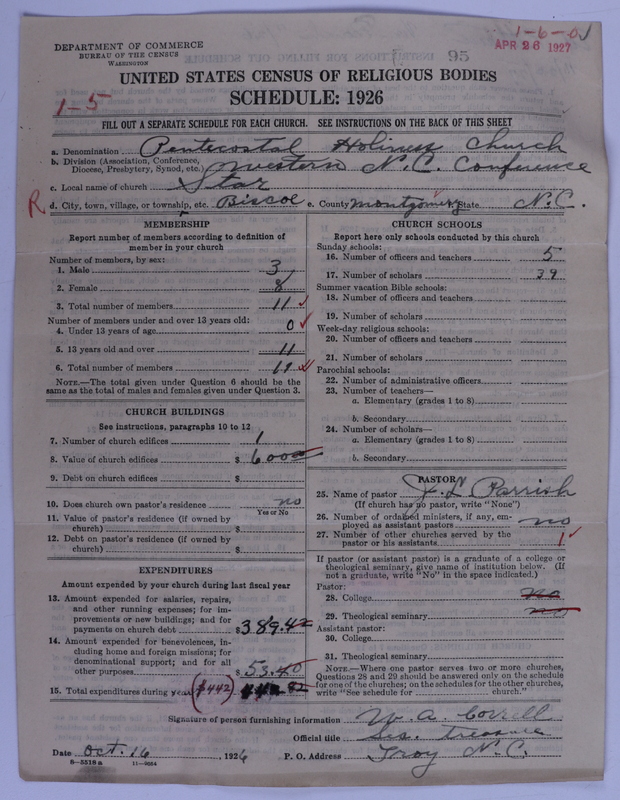 1-6-0
DEPARTMENT OF COMMERCE
BUREAU OF THE CENSUS
WASHINGTON
95
APR 26 1927
UNITED STATES CENSUS OF RELIGIOUS BODIES
SCHEDULE: 1926
1-5
FILL OUT A SEPARATE SCHEDULE FOR EACH CHURCH. SEE INSTRUCTIONS ON THE BACK OF THIS SHEET
a. Denomination Pentecostal Holiness Church
b. Division (Association, Conference, Diocese, Presbytery, Synod, etc.) Western N.C. Conference
c. Local name of church Star
R d. City, town, village, or township, etc. Biscoe e. County Montgomery f. State N.C.
MEMBERSHIP
Report number of members according to definition of
member in your church
Number of members, by sex:
1. Male 3
2. Female 8
3. Total number of members 11
Number of members under and over 13 years old:
4. Under 13 years of age 0
5. 13 years old and over 11
6. Total number of members 11
NOTE.—The total given under Question 6 should be the
same as the total of males and females given under Question 3.
CHURCH BUILDINGS
See instructions, paragraphs 10 to 12
7. Number of church edifices 1
8. Value of church edifices $ 600
9. Debt on church edifices $
10. Does church own pastor's residence no
Yes or No
11. Value of pastor's residence (if owned by
church) $
12. Debt on pastor's residence (if owned by
church) $
EXPENDITURES
Amount expended by your church during last fiscal year
13. Amount expended for salaries, repairs,
and other running expenses; for im-
provements or new buildings; and for
payments on church debt $ 389.42
14. Amount expended for benevolences, in-
cluding home and foreign missions; for
denominational support; and for all
other purposes $ 53.40
15. Total expenditures during year ($442) 82
CHURCH SCHOOLS
Report here only schools conducted by this church
Sunday schools:
16. Number of officers and teachers 5
17. Number of scholars 39
Summer vacation Bible schools:
18. Number of officers and teachers
19. Number of scholars
Week-day religious schools:
20. Number of officers and teachers
21. Number of scholars
Parochial schools:
22. Number of administrative officers
23. Number of teachers—
a. Elementary (grades 1 to 8)
b. Secondary
24. Number of scholars—
a. Elementary (grades 1 to 8)
b. Secondary
PASTOR
25. Name of pastor J. L. Parrish
(If church has no pastor, write "None")
26. Number of ordained ministers, if any, em-
ployed as assistant pastors no
27. Number of other churches served by the
pastor or his assistants 1
If pastor (or assistant pastor) is a graduate of a college or
theological seminary, give name of institution below. (If
not a graduate, write "No" in the space indicated.)
Pastor:
28. College No
29. Theological seminary no
Assistant pastor:
30. College
31. Theological seminary
NOTE.—Where one pastor serves two or more churches,
Questions 28 and 29 should be answered only on the schedule
for one of the churches; on the schedules for the other churches,
write "See schedule for church."
Signature of person furnishing information W. A.
Official title Sec. treasure
Date Oct. 16, 1926 P. O. Address Troy N.C.
8-5518a 11-9664